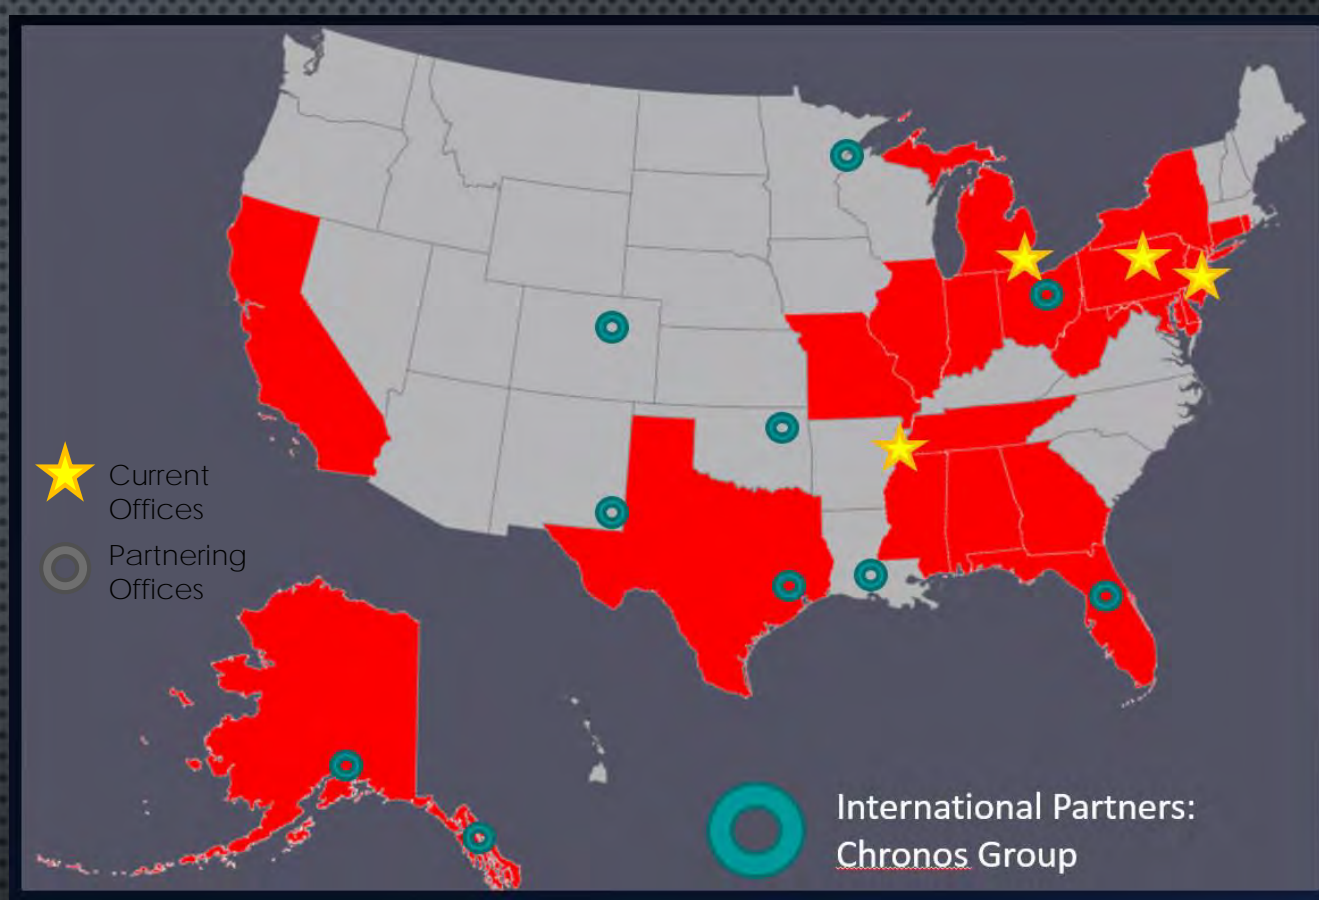 Current
Offices
Partnering
Offices
International Partners:
Chronos Group